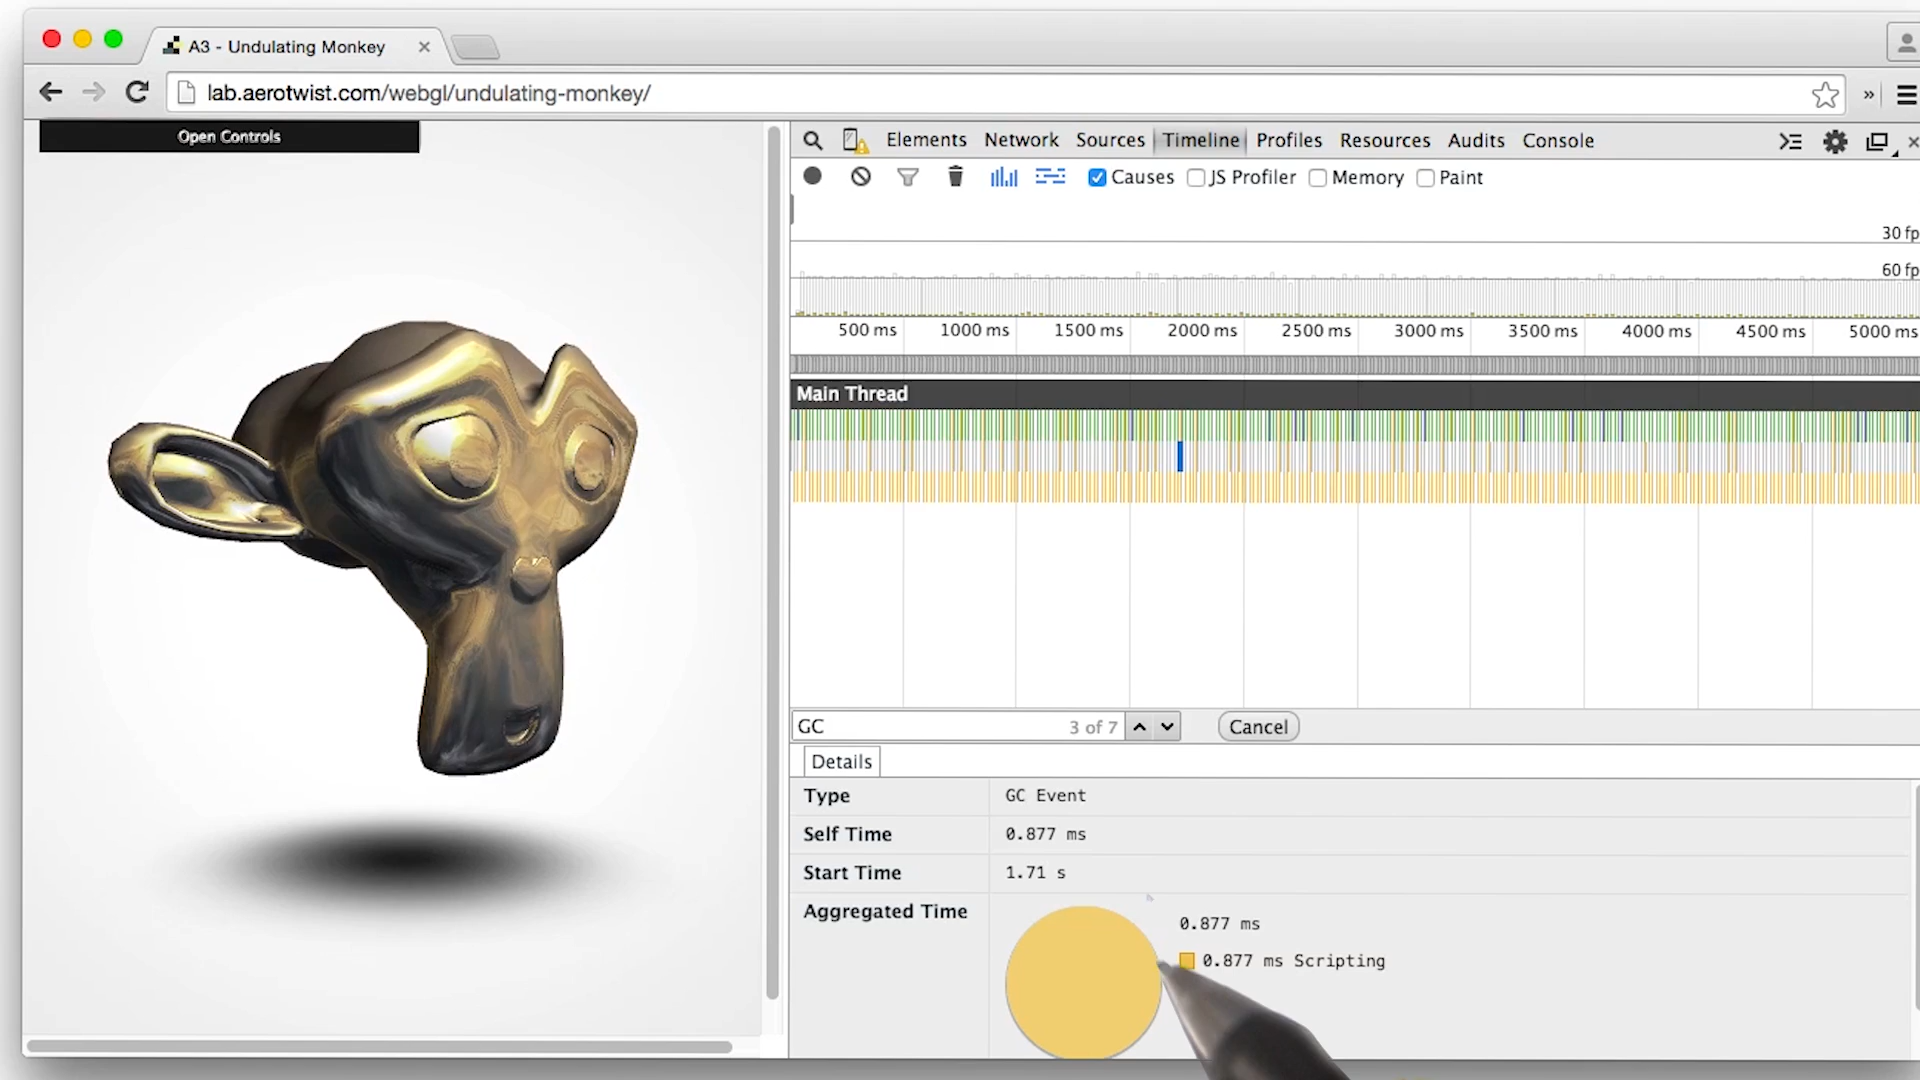 A3 - Undulating Monkey
lab.aerotwist.com/webgl/undulating-monkey/
Open Controls
Elements Network Sources Timeline Profiles Resources Audits Console
Causes JS Profiler Memory Paint
30 fp
60 fp
500 ms 1000 ms 1500 ms 2000 ms 2500 ms 3000 ms 3500 ms 4000 ms 4500 ms 5000 ms
Main Thread
GC 3 of 7 Cancel
Details
Type GC Event
Self Time 0.877 ms
Start Time 1.71 s
Aggregated Time
0.877 ms
0.877 ms Scripting